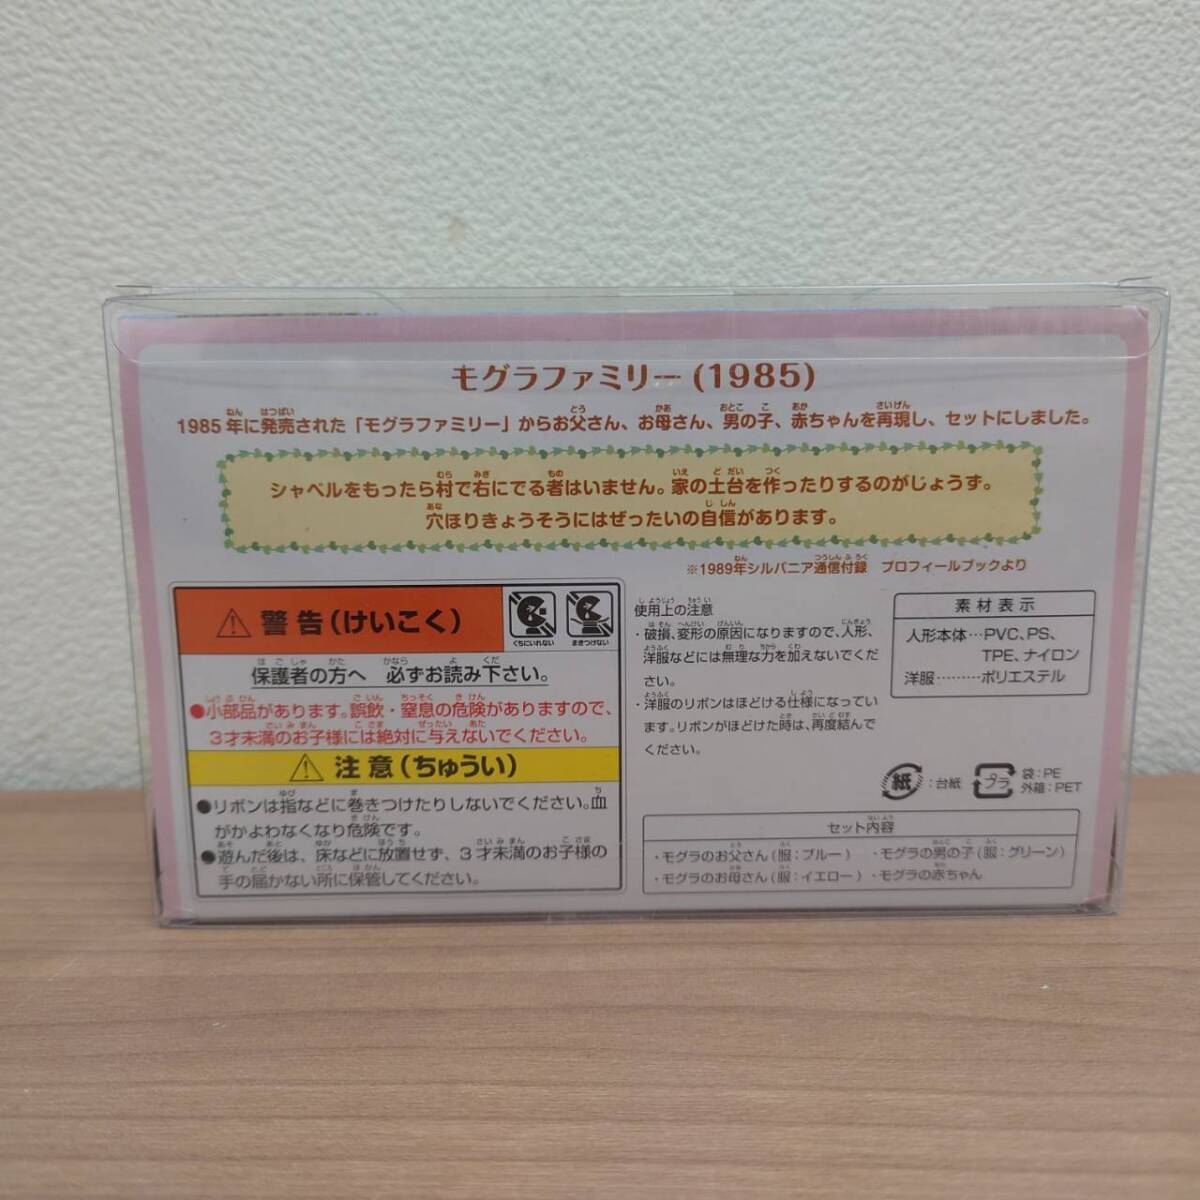 モグラファミリー(1985)
1985年に発売された「モグラファミリー」からお父さん、お母さん、男の子、赤ちゃんを再現し、セットにしました。
シャベルをもったら村で右にでる者はいません。家の土台を作ったりするのがじょうず。
穴ほりきょうそうにはぜったいの自信があります。
※1989年シルバニア通信付録 プロフィールブックより
警告(けいこく)
ぐちにいれない
まきつけない
保護者の方へ 必ずお読み下さい。
●小部品があります。誤飲・窒息の危険がありますので、
3才未満のお子様には絶対に与えないでください。
注意(ちゅうい)
●リボンは指などに巻きつけたりしないでください。血
がかよわなくなり危険です。
●遊んだ後は、床などに放置せず、3才未満のお子様の
手の届かない所に保管してください。
使用上の注意
・破損、変形の原因になりますので、人形、
洋服などには無理な力を加えないでくだ
さい。
・洋服のリボンはほどける仕様になってい
ます。リボンがほどけた時は、再度結んで
ください。
素材表示
人形本体…PVC、PS、
TPE、ナイロン
洋服………ポリエステル
紙:台紙
プラ 袋:PE
外箱:PET
セット内容
・モグラのお父さん(服:ブルー) ・モグラの男の子(服:グリーン)
・モグラのお母さん(服:イエロー) ・モグラの赤ちゃん